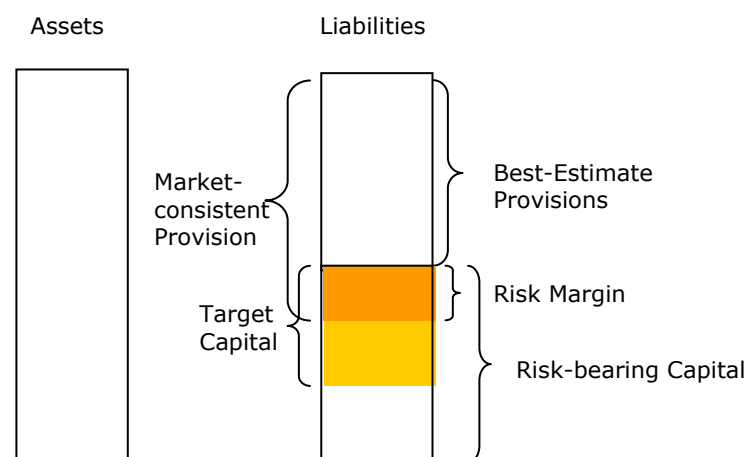 Assets
Liabilities
Market-
consistent
Provision
Best-Estimate
Provisions
Target
Capital
Risk Margin
Risk-bearing Capital